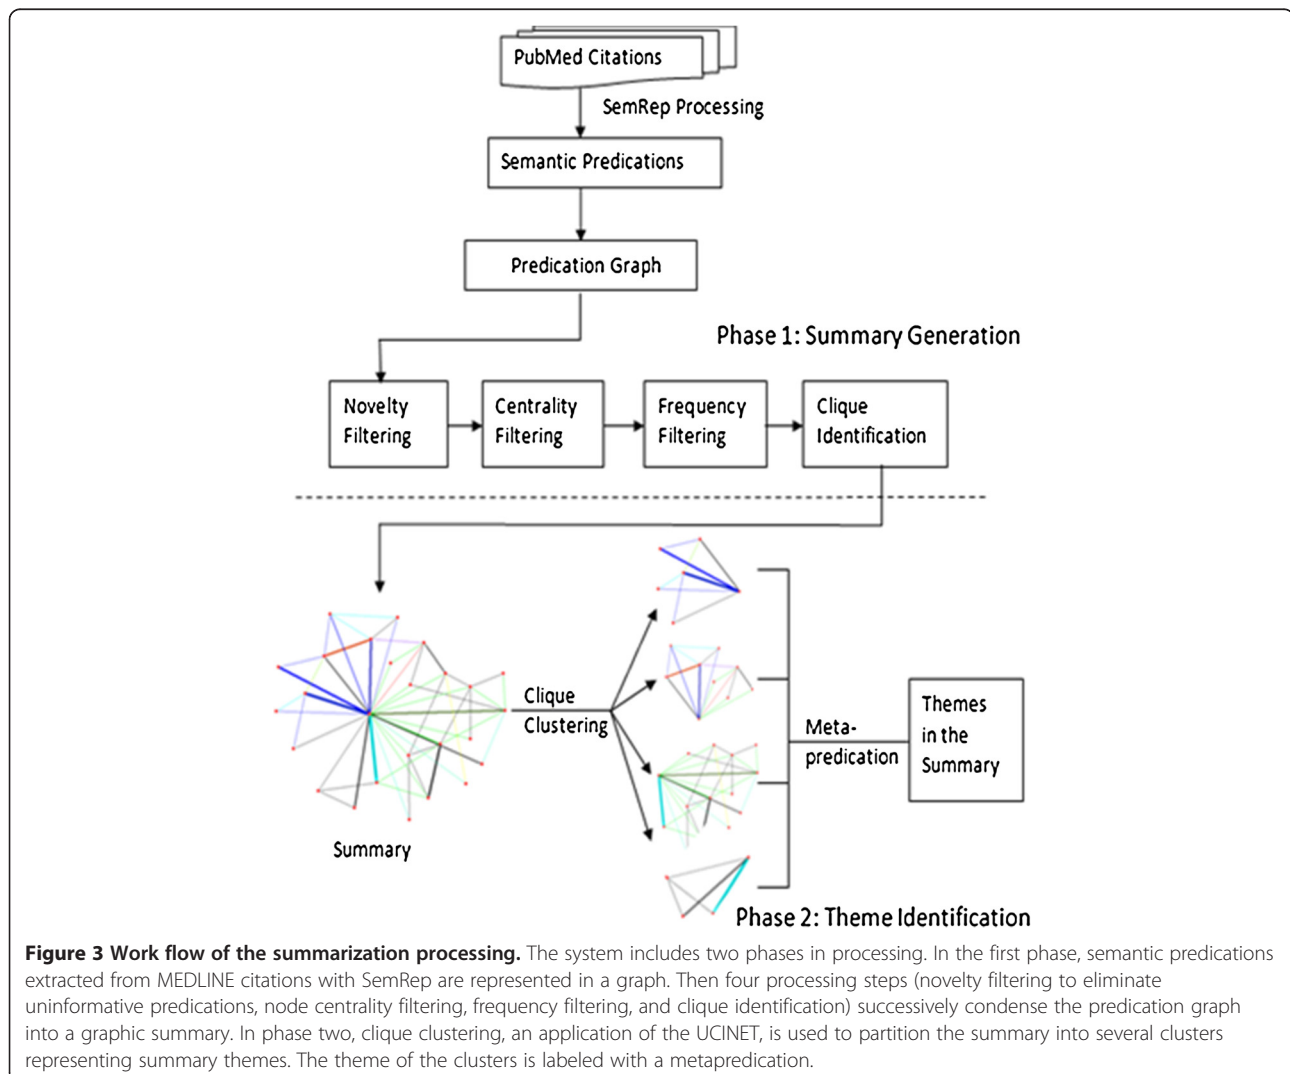 PubMed Citations
SemRep Processing
Semantic Predications
Predication Graph
Phase 1: Summary Generation
Novelty
Filtering
Centrality
Filtering
Frequency
Filtering
Clique
Identification
Clique
Clustering
Summary
Meta-
predication
Themes
in the
Summary
Phase 2: Theme Identification
Figure 3 Work flow of the summarization processing. The system includes two phases in processing. In the first phase, semantic predications
extracted from MEDLINE citations with SemRep are represented in a graph. Then four processing steps (novelty filtering to eliminate
uninformative predications, node centrality filtering, frequency filtering, and clique identification) successively condense the predication graph
into a graphic summary. In phase two, clique clustering, an application of the UCINET, is used to partition the summary into several clusters
representing summary themes. The theme of the clusters is labeled with a metapredication.